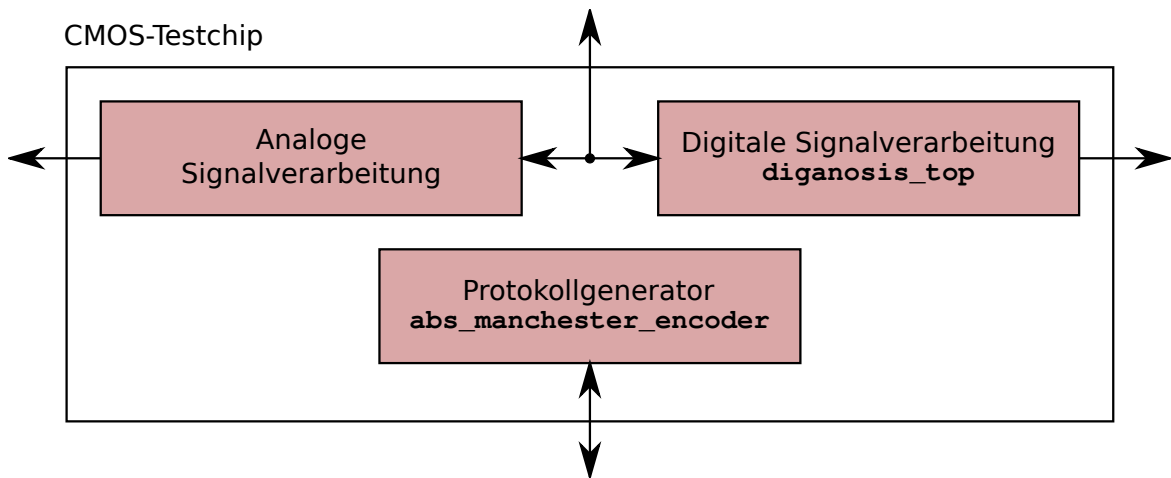 CMOS-Testchip
Analoge
Signalverarbeitung
Digitale Signalverarbeitung
diganosis_top
Protokollgenerator
abs_manchester_encoder